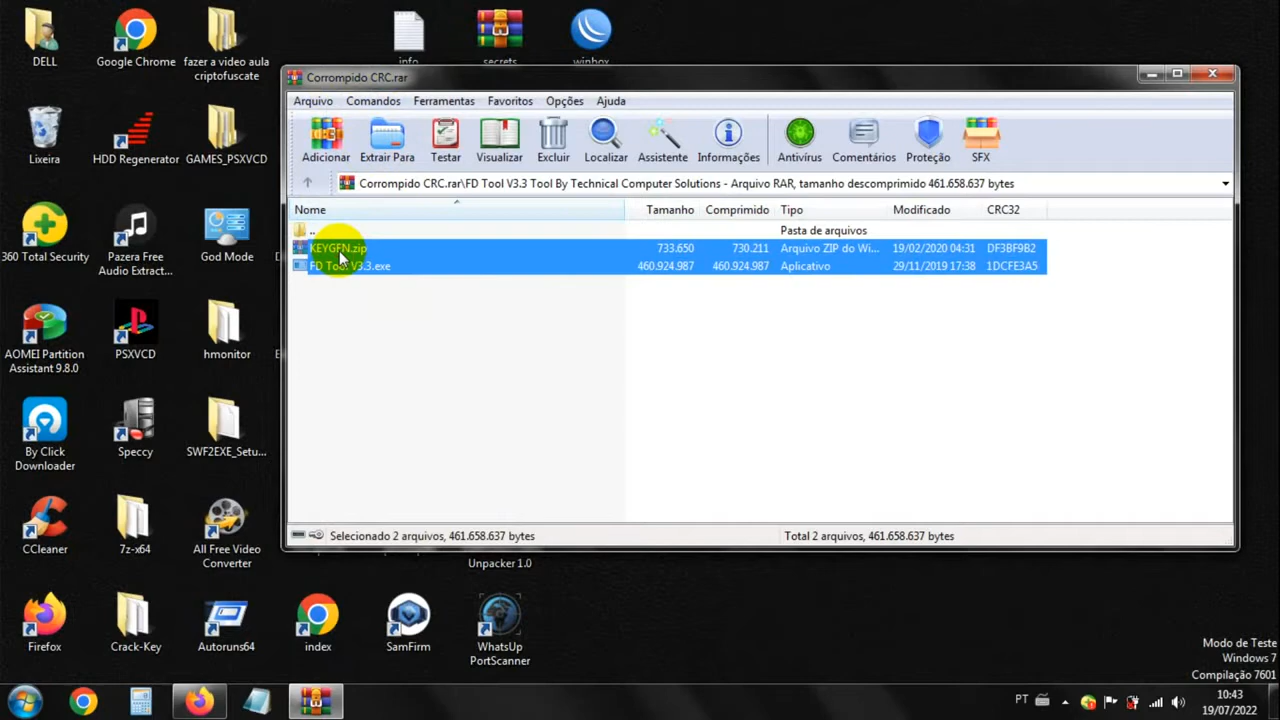 DELL
Google Chrome
fazer a video aula
criptofuscate
info
secrets
winbox
Lixeira
HDD Regenerator
GAMES_PSXVCD
360 Total Security
Pazera Free
Audio Extract...
God Mode
AOMEI Partition
Assistant 9.8.0
PSXVCD
hmonitor
By Click
Downloader
Speccy
SWF2EXE_Setu...
CCleaner
7z-x64
All Free Video
Converter
Unpacker 1.0
Firefox
Crack-Key
Autoruns64
index
SamFirm
WhatsUp
PortScanner
Corrompido CRC.rar
Arquivo Comandos Ferramentas Favoritos Opções Ajuda
Adicionar Extrair Para Testar Visualizar Excluir Localizar Assistente Informações Antivírus Comentários Proteção SFX
Corrompido CRC.rar\FD Tool V3.3 Tool By Technical Computer Solutions - Arquivo RAR, tamanho descomprimido 461.658.637 bytes
Nome Tamanho Comprimido Tipo Modificado CRC32
.. Pasta de arquivos
KEYGEN.zip 733.650 730.211 Arquivo ZIP do Wi... 19/02/2020 04:31 DF3BF9B2
FD Tool V3.3.exe 460.924.987 460.924.987 Aplicativo 29/11/2019 17:38 1DCFE3A5
Selecionado 2 arquivos, 461.658.637 bytes Total 2 arquivos, 461.658.637 bytes
Modo de Teste
Windows 7
Compilação 7601
PT
10:43
19/07/2022